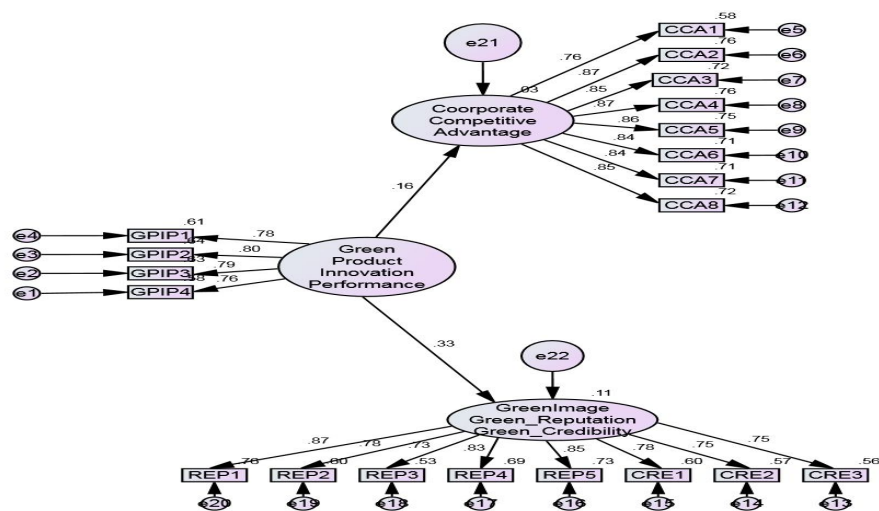 .58
e21
CCA1
e5
.76
.76
CCA2
e6
.87
.72
.03
.85
CCA3
e7
.76
Coorporate
Competitive
Advantage
.87
CCA4
e8
.75
.86
CCA5
e9
.71
.84
CCA6
e10
.71
.84
CCA7
e11
.72
.85
CCA8
e12
.16
.61
e4
GPIP1
.78
e3
GPIP2
.80
e2
GPIP3
.79
e1
GPIP4
.76
Green
Product
Innovation
Performance
.33
e22
.11
GreenImage
Green_Reputation
Green_Credibility
.87
.78
.73
.83
.85
.78
.75
.75
.53
.69
.73
.60
.57
.56
REP1
REP2
REP3
REP4
REP5
CRE1
CRE2
CRE3
e20
e19
e18
e17
e16
e15
e14
e13